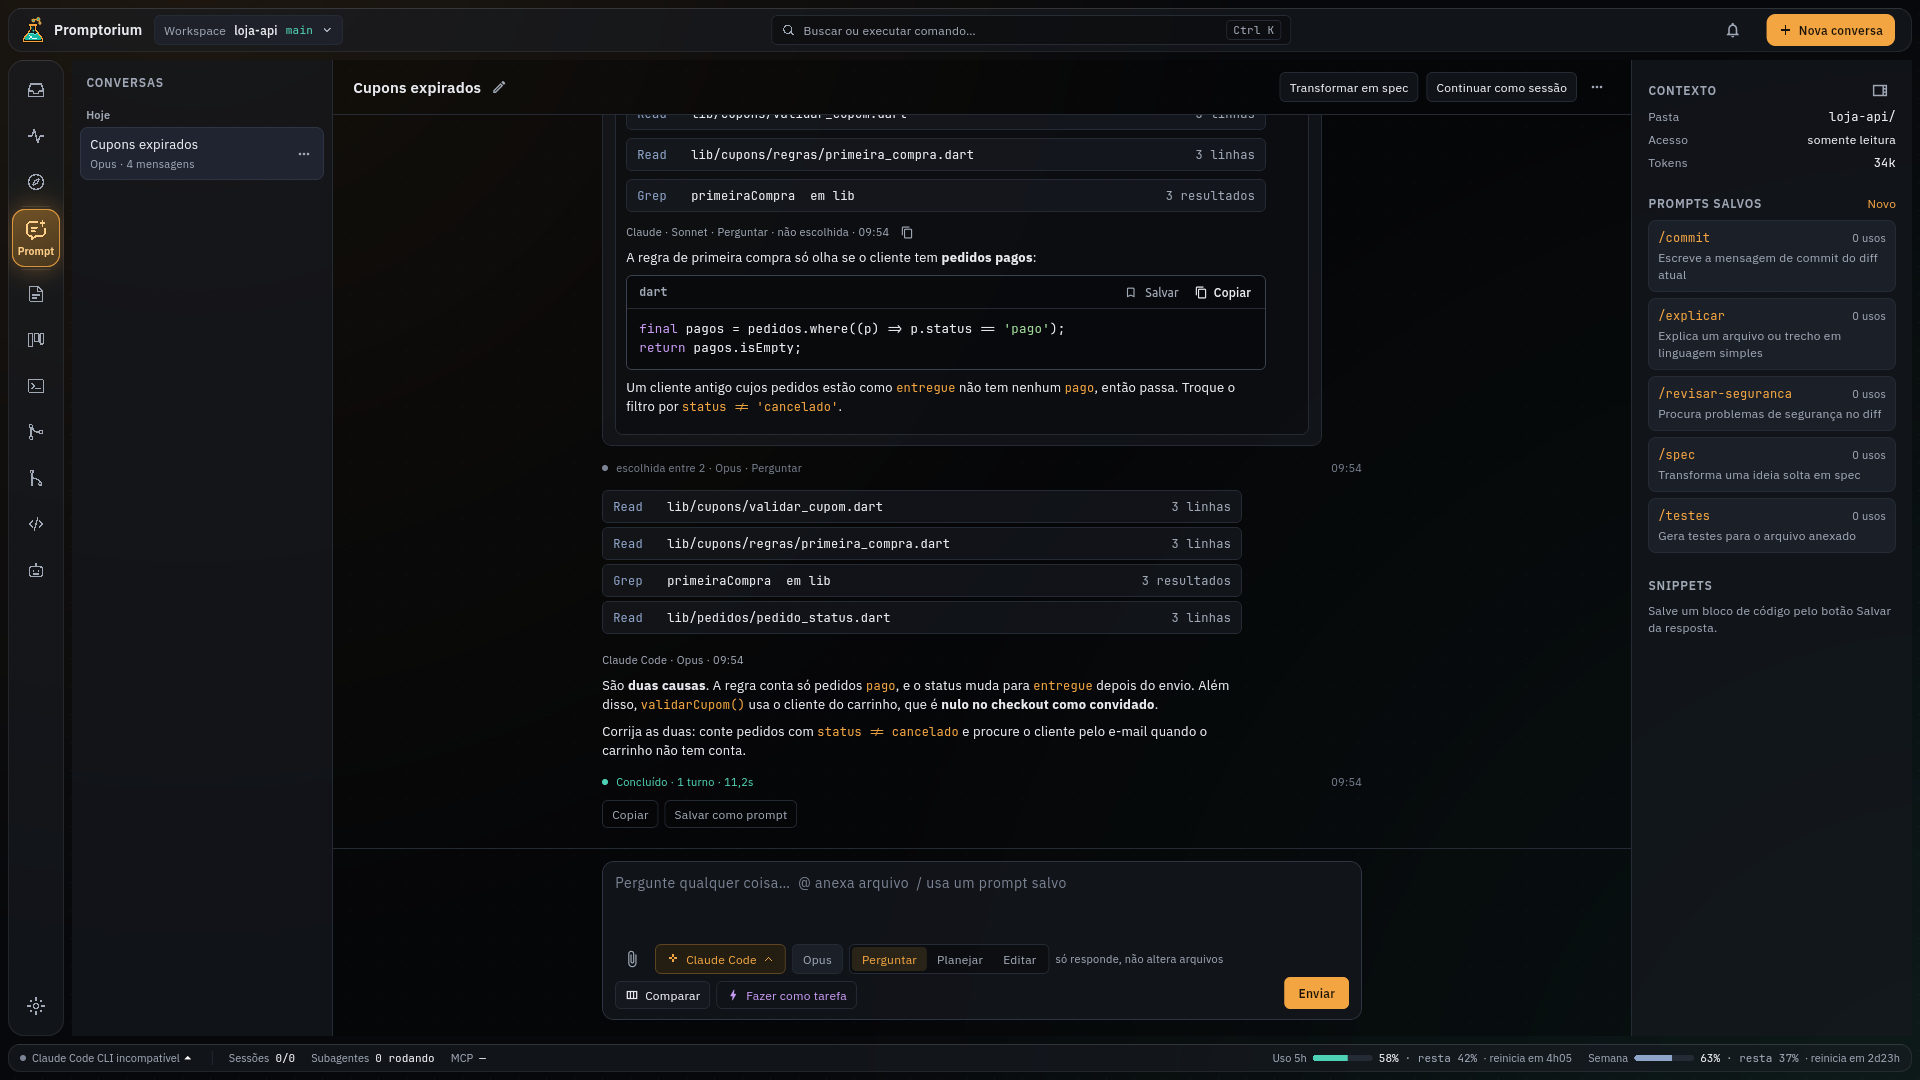 Promptorium
Workspace loja-api main
Buscar ou executar comando...
Ctrl K
Nova conversa
Prompt
CONVERSAS
Hoje
Cupons expirados
Opus · 4 mensagens
Cupons expirados
Transformar em spec
Continuar como sessão
Read lib/cupons/validar_cupom.dart 3 linhas
Read lib/cupons/regras/primeira_compra.dart 3 linhas
Grep primeiraCompra em lib 3 resultados
Claude · Sonnet · Perguntar · não escolhida · 09:54
A regra de primeira compra só olha se o cliente tem pedidos pagos:
dart
Salvar
Copiar
final pagos = pedidos.where((p) => p.status == 'pago');
return pagos.isEmpty;
Um cliente antigo cujos pedidos estão como entregue não tem nenhum pago, então passa. Troque o
filtro por status != 'cancelado'.
escolhida entre 2 · Opus · Perguntar 09:54
Read lib/cupons/validar_cupom.dart 3 linhas
Read lib/cupons/regras/primeira_compra.dart 3 linhas
Grep primeiraCompra em lib 3 resultados
Read lib/pedidos/pedido_status.dart 3 linhas
Claude Code · Opus · 09:54
São duas causas. A regra conta só pedidos pago, e o status muda para entregue depois do envio. Além
disso, validarCupom() usa o cliente do carrinho, que é nulo no checkout como convidado.
Corrija as duas: conte pedidos com status != cancelado e procure o cliente pelo e-mail quando o
carrinho não tem conta.
Concluído · 1 turno · 11,2s 09:54
Copiar
Salvar como prompt
Pergunte qualquer coisa... @ anexa arquivo / usa um prompt salvo
Claude Code
Opus
Perguntar
Planejar
Editar
só responde, não altera arquivos
Comparar
Fazer como tarefa
Enviar
CONTEXTO
Pasta loja-api/
Acesso somente leitura
Tokens 34k
PROMPTS SALVOS Novo
/commit 0 usos
Escreve a mensagem de commit do diff
atual
/explicar 0 usos
Explica um arquivo ou trecho em
linguagem simples
/revisar-seguranca 0 usos
Procura problemas de segurança no diff
/spec 0 usos
Transforma uma ideia solta em spec
/testes 0 usos
Gera testes para o arquivo anexado
SNIPPETS
Salve um bloco de código pelo botão Salvar
da resposta.
Claude Code CLI incompatível
Sessões 0/0
Subagentes 0 rodando
MCP —
Uso 5h 58% · resta 42% · reinicia em 4h05
Semana 63% · resta 37% · reinicia em 2d23h